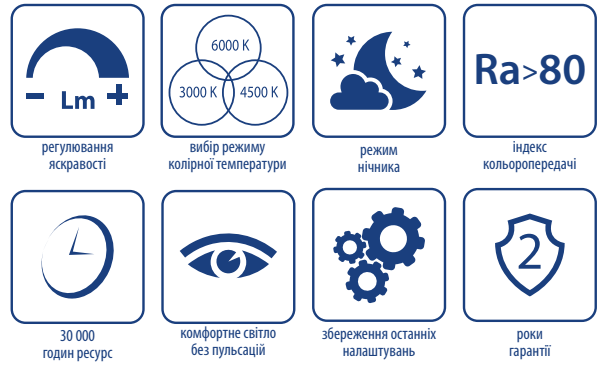 - Lm +
регулювання
яскравості
6000 K
3000 K 4500 K
вибір режиму
колірної температури
режим
нічника
Ra>80
індекс
кольоропередачі
30 000
годин ресурс
комфортне світло
без пульсацій
збереження останніх
налаштувань
2
роки
гарантії